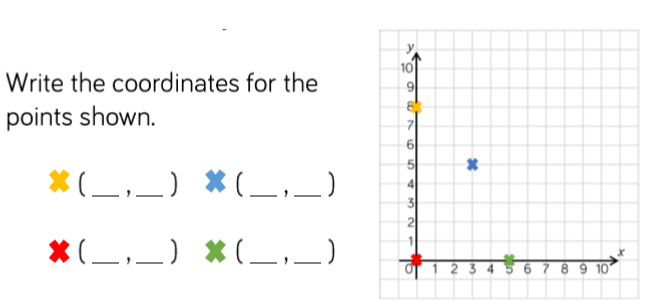 Write the coordinates for the
points shown.
( __ , __ ) ( __ , __ )
( __ , __ ) ( __ , __ )
y
10
9
8
7
6
5
4
3
2
1
0 1 2 3 4 5 6 7 8 9 10 x